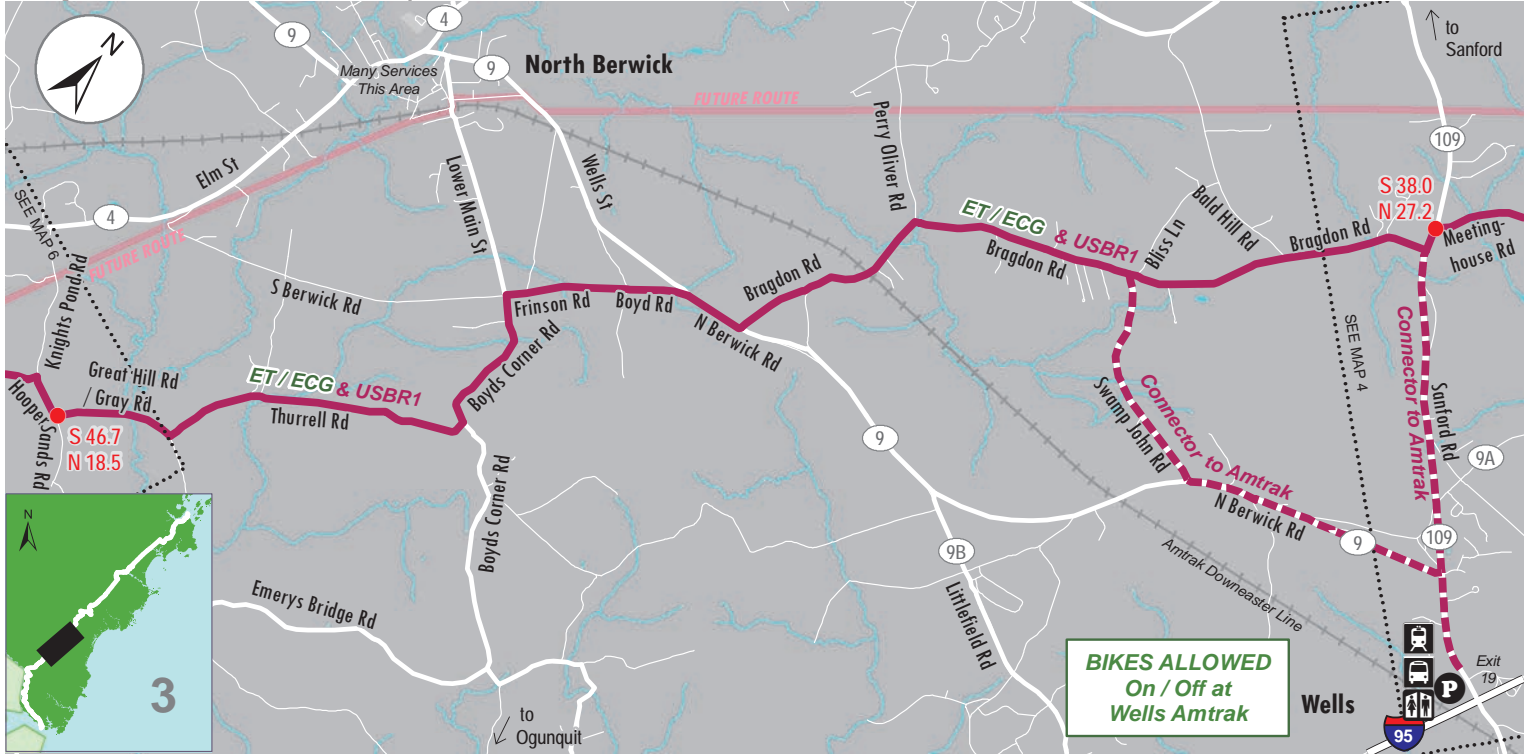 N
9
4
Many Services
This Area
9
North Berwick
to
Sanford
FUTURE ROUTE
109
Perry Oliver Rd
Elm St
Lower Main St
Wells St
SEE MAP 6
4
FUTURE ROUTE
Knights Pond Rd
S Berwick Rd
ET / ECG & USBR1
Bragdon Rd
Bliss Ln
Bald Hill Rd
Bragdon Rd
S 38.0
N 27.2
Meeting-
house Rd
Bragdon Rd
Frinson Rd
Boyd Rd
N Berwick Rd
Boyds Corner Rd
Great Hill Rd
/ Gray Rd
ET / ECG & USBR1
Thurrell Rd
Hooper Sands Rd
S 46.7
N 18.5
SEE MAP 4
Connector to Amtrak
Sanford Rd
Swamp John Rd
Connector to Amtrak
N Berwick Rd
9
9A
Boyds Corner Rd
9
109
9B
Amtrak Downeaster Line
Littlefield Rd
Emerys Bridge Rd
N
3
to
Ogunquit
BIKES ALLOWED
On / Off at
Wells Amtrak
Wells
P
Exit
19
95